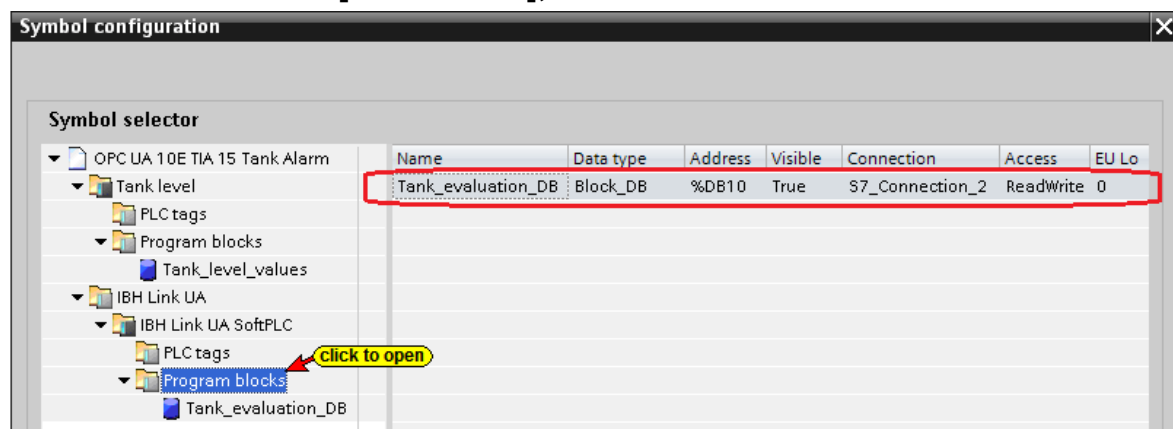 Symbol configuration
Symbol selector
OPC UA 10E TIA 15 Tank Alarm
Tank level
PLC tags
Program blocks
Tank_level_values
IBH Link UA
IBH Link UA SoftPLC
PLC tags
Program blocks
click to open
Tank_evaluation_DB
Name Data type Address Visible Connection Access EU Lo
Tank_evaluation_DB Block_DB %DB10 True S7_Connection_2 ReadWrite 0